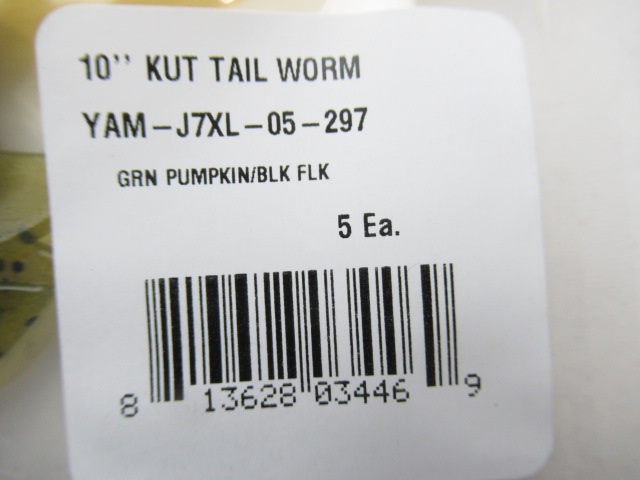 10'' KUT TAIL WORM
YAM-J7XL-05-297
GRN PUMPKIN/BLK FLK
5 Ea.
8 13628 03446 9